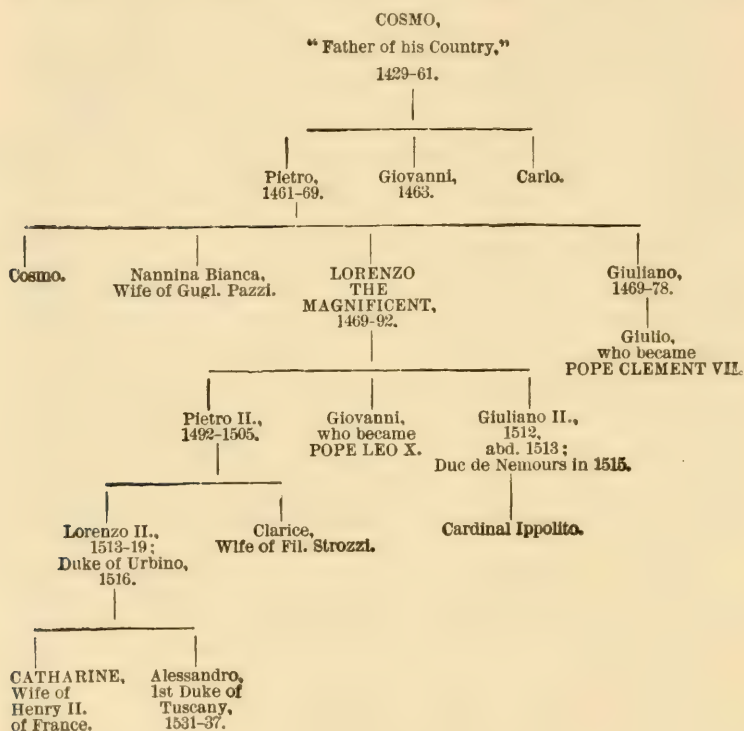 COSMO,
“Father of his Country,”
1429-61.
Pietro,
1461-69.
Giovanni,
1463.
Carlo.
Cosmo.
Nannina Bianca,
Wife of Gugl. Pazzi.
LORENZO
THE
MAGNIFICENT,
1469-92.
Giuliano,
1469-78.
Giulio,
who became
POPE CLEMENT VII.
Pietro II.,
1492-1505.
Giovanni,
who became
POPE LEO X.
Giuliano II.,
1512,
abd. 1513;
Duc de Nemours in 1515.
Lorenzo II.,
1513-19;
Duke of Urbino,
1516.
Clarice,
Wife of Fil. Strozzi.
Cardinal Ippolito.
CATHARINE,
Wife of
Henry II.
of France.
Alessandro,
1st Duke of
Tuscany,
1531-37.